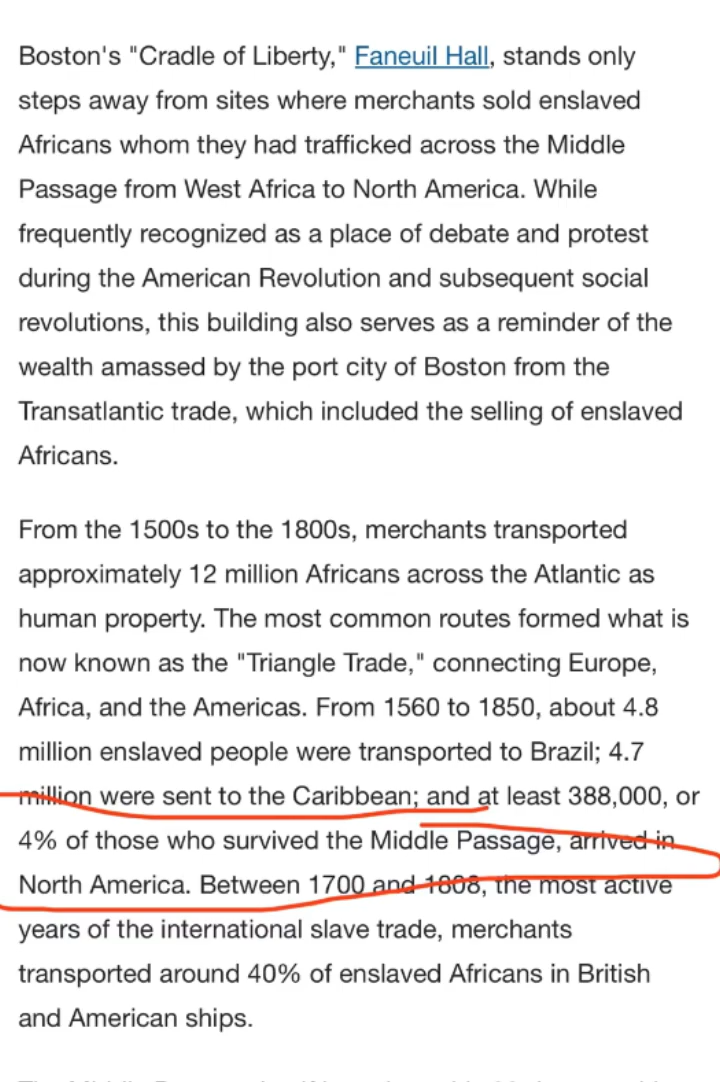 Boston's "Cradle of Liberty," Faneuil Hall, stands only
steps away from sites where merchants sold enslaved
Africans whom they had trafficked across the Middle
Passage from West Africa to North America. While
frequently recognized as a place of debate and protest
during the American Revolution and subsequent social
revolutions, this building also serves as a reminder of the
wealth amassed by the port city of Boston from the
Transatlantic trade, which included the selling of enslaved
Africans.
From the 1500s to the 1800s, merchants transported
approximately 12 million Africans across the Atlantic as
human property. The most common routes formed what is
now known as the "Triangle Trade," connecting Europe,
Africa, and the Americas. From 1560 to 1850, about 4.8
million enslaved people were transported to Brazil; 4.7
million were sent to the Caribbean; and at least 388,000, or
4% of those who survived the Middle Passage, arrived in
North America. Between 1700 and 1808, the most active
years of the international slave trade, merchants
transported around 40% of enslaved Africans in British
and American ships.